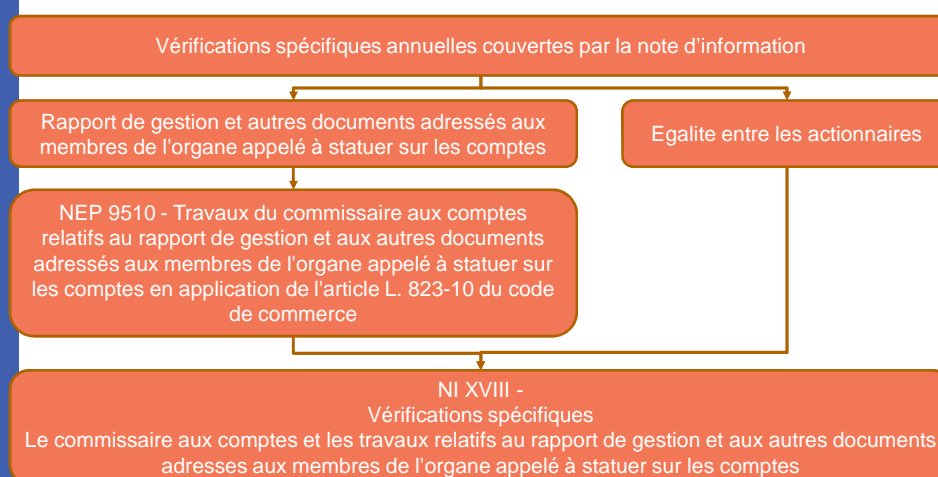 Vérifications spécifiques annuelles couvertes par la note d'information
Rapport de gestion et autres documents adressés aux
membres de l'organe appelé à statuer sur les comptes
Egalite entre les actionnaires
NEP 9510 - Travaux du commissaire aux comptes
relatifs au rapport de gestion et aux autres documents
adressés aux membres de l'organe appelé à statuer sur
les comptes en application de l'article L. 823-10 du code
de commerce
NI XVIII -
Vérifications spécifiques
Le commissaire aux comptes et les travaux relatifs au rapport de gestion et aux autres documents
adresses aux membres de l'organe appelé à statuer sur les comptes